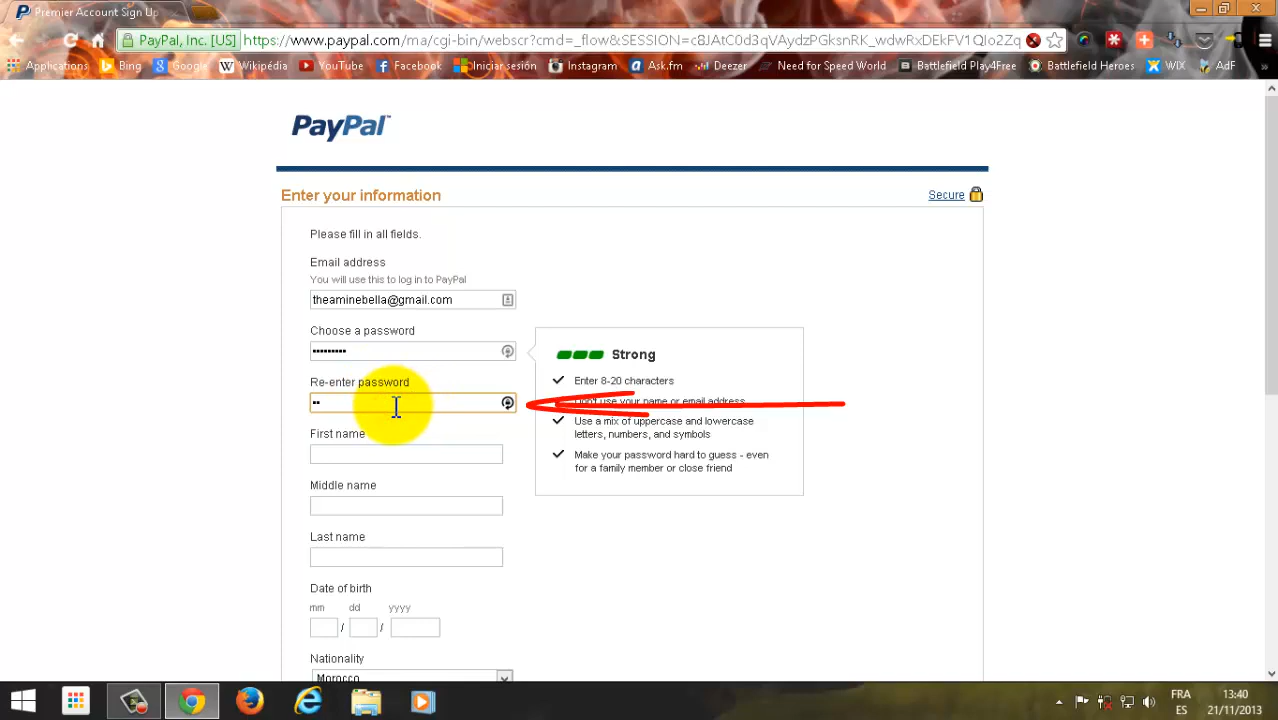 Premier Account Sign Up
PayPal, Inc. [US] https://www.paypal.com/ma/cgi-bin/webscr?cmd=_flow&SESSION=c8JAtC0d3qVAydzPGksnRK_wdwRxDEkFV1QIo2Zq
Applications Bing Google Wikipédia YouTube Facebook Iniciar sesión Instagram Ask.fm Deezer Need for Speed World Battlefield Play4Free Battlefield Heroes WIX AdF »
PayPal™
Enter your information
Secure
Please fill in all fields.
Email address
You will use this to log in to PayPal
theaminebella@gmail.com
Choose a password
•••••••••
Strong
Enter 8-20 characters
Don't use your name or email address
Use a mix of uppercase and lowercase
letters, numbers, and symbols
Make your password hard to guess - even
for a family member or close friend
Re-enter password
••
First name
Middle name
Last name
Date of birth
mm dd yyyy
/ /
Nationality
Morocco
FRA
ES
13:40
21/11/2013